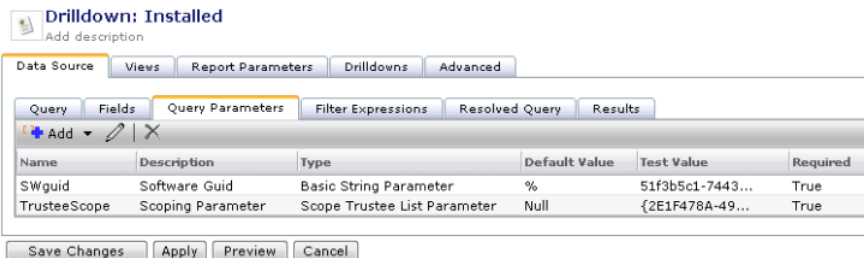 Drilldown: Installed
Add description
Data Source Views Report Parameters Drilldowns Advanced
Query Fields Query Parameters Filter Expressions Resolved Query Results
Add
Name Description Type Default Value Test Value Required
SWguid Software Guid Basic String Parameter % 51f3b5c1-7443... True
TrusteeScope Scoping Parameter Scope Trustee List Parameter Null {2E1F478A-49... True
Save Changes Apply Preview Cancel